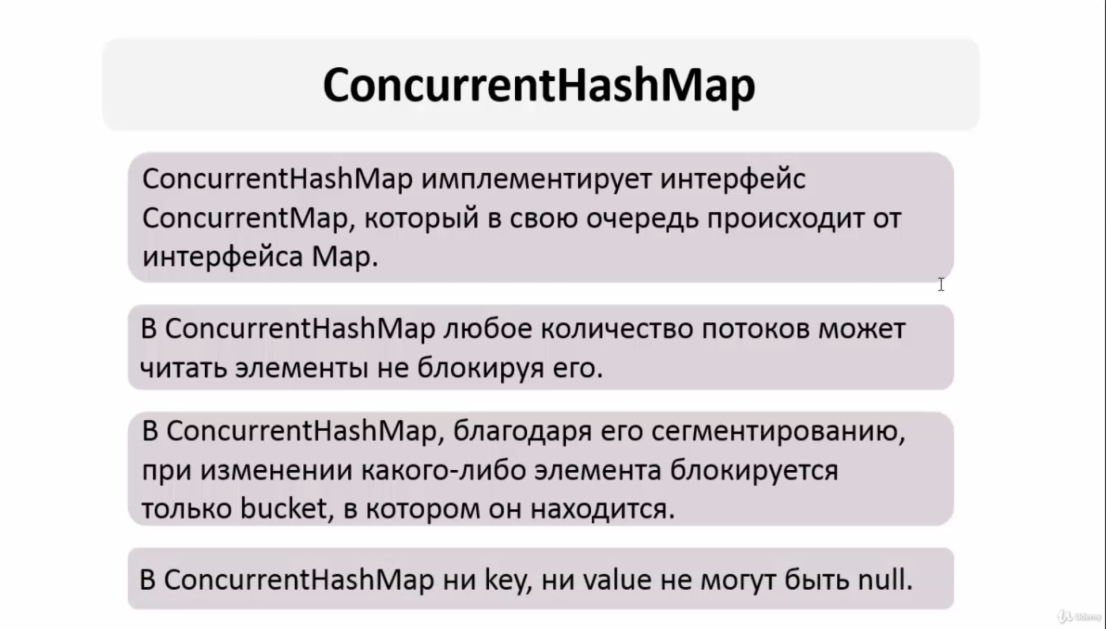 ConcurrentHashMap
ConcurrentHashMap имплементирует интерфейс
ConcurrentMap, который в свою очередь происходит от
интерфейса Map.
В ConcurrentHashMap любое количество потоков может
читать элементы не блокируя его.
В ConcurrentHashMap, благодаря его сегментированию,
при изменении какого-либо элемента блокируется
только bucket, в котором он находится.
В ConcurrentHashMap ни key, ни value не могут быть null.
Udemy